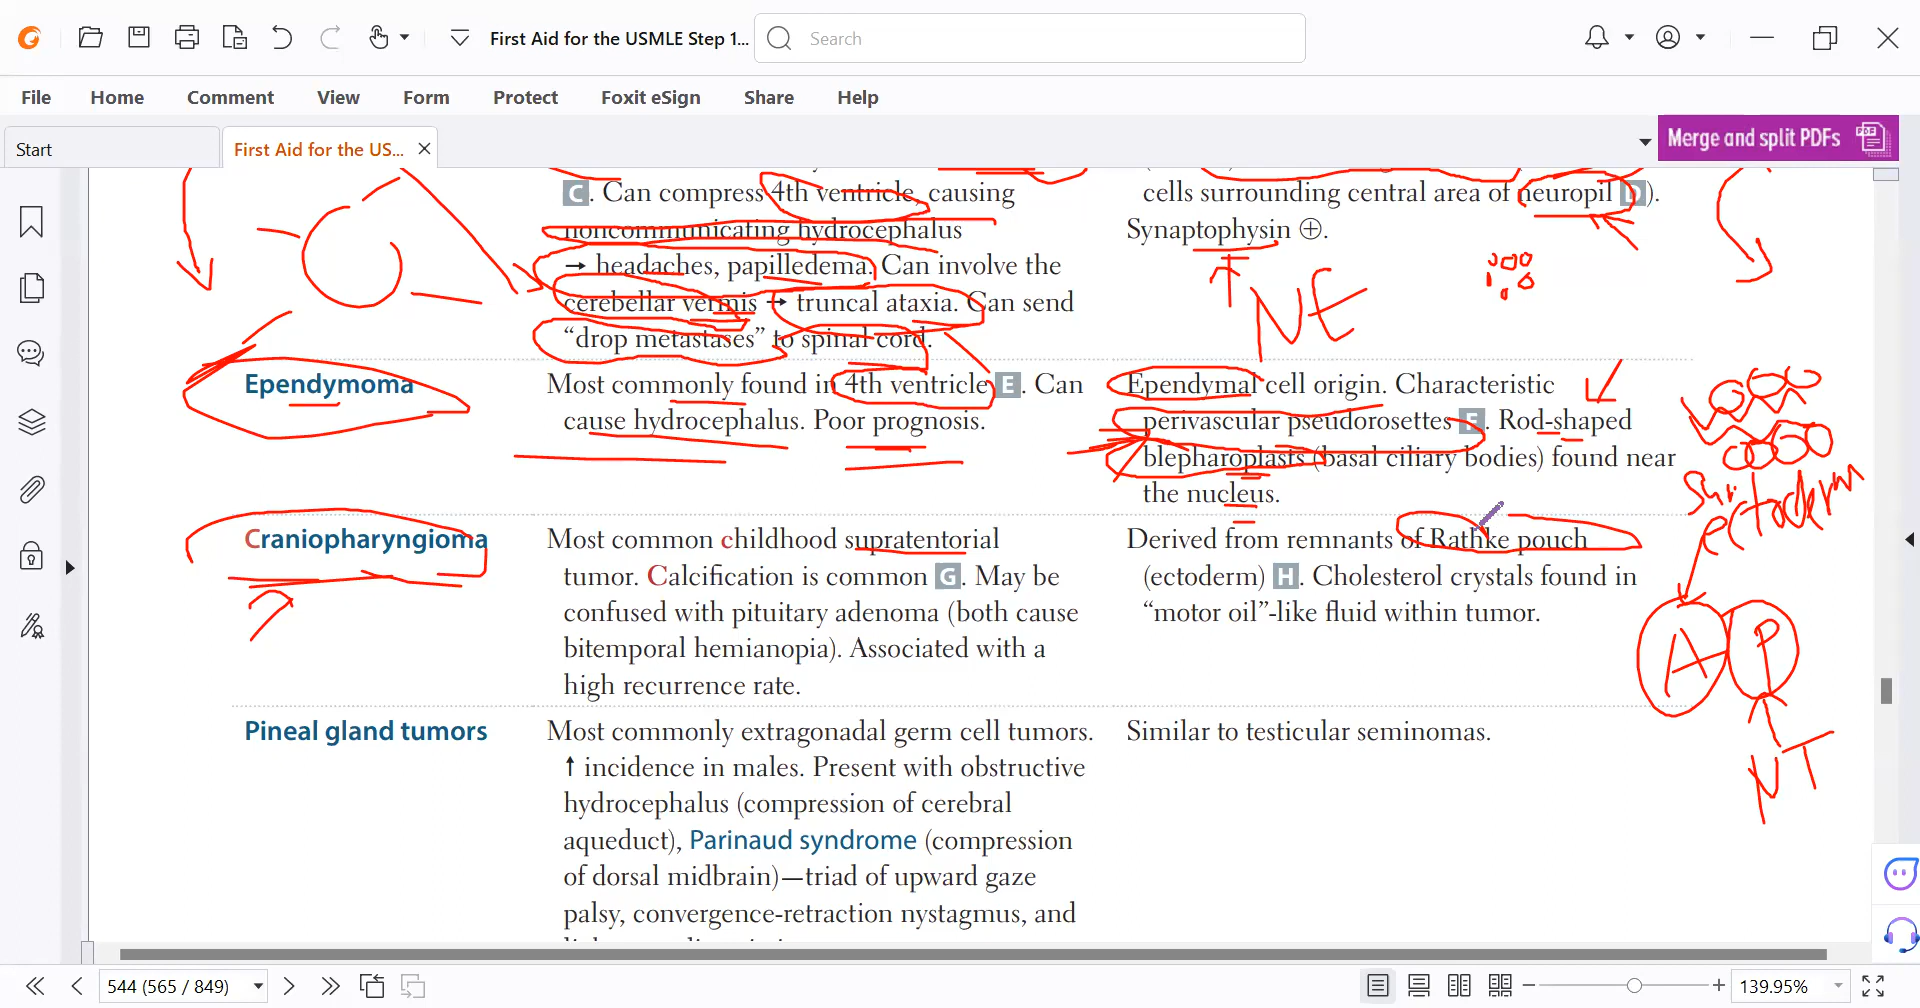 First Aid for the USMLE Step 1...
Search
File Home Comment View Form Protect Foxit eSign Share Help
Start
First Aid for the US...
Merge and split PDFs
C. Can compress 4th ventricle, causing
noncommunicating hydrocephalus
→ headaches, papilledema. Can involve the
cerebellar vermis → truncal ataxia. Can send
“drop metastases” to spinal cord.
cells surrounding central area of neuropil D).
Synaptophysin ⊕.
NE
Ependymoma
Most commonly found in 4th ventricle E. Can
cause hydrocephalus. Poor prognosis.
Ependymal cell origin. Characteristic
perivascular pseudorosettes F. Rod-shaped
blepharoplasts (basal ciliary bodies) found near
the nucleus.
Sur.
ectoderm
Craniopharyngioma
Most common childhood supratentorial
tumor. Calcification is common G. May be
confused with pituitary adenoma (both cause
bitemporal hemianopia). Associated with a
high recurrence rate.
Derived from remnants of Rathke pouch
(ectoderm) H. Cholesterol crystals found in
“motor oil”-like fluid within tumor.
A P
NT
Pineal gland tumors
Most commonly extragonadal germ cell tumors.
↑ incidence in males. Present with obstructive
hydrocephalus (compression of cerebral
aqueduct), Parinaud syndrome (compression
of dorsal midbrain)—triad of upward gaze
palsy, convergence-retraction nystagmus, and
Similar to testicular seminomas.
544 (565 / 849)
139.95%